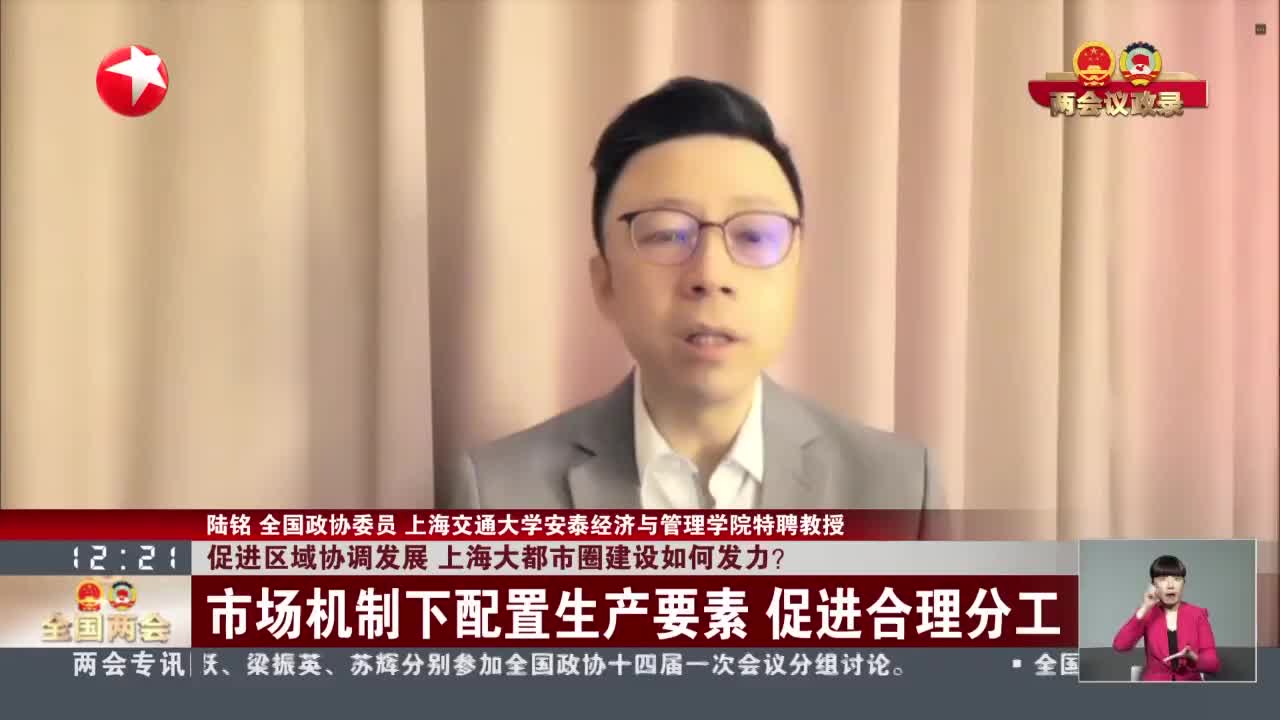 两会议政录
陆铭 全国政协委员 上海交通大学安泰经济与管理学院特聘教授
12:21
促进区域协调发展 上海大都市圈建设如何发力?
全国两会
市场机制下配置生产要素 促进合理分工
两会专讯
、梁振英、苏辉分别参加全国政协十四届一次会议分组讨论。
▪ 全国